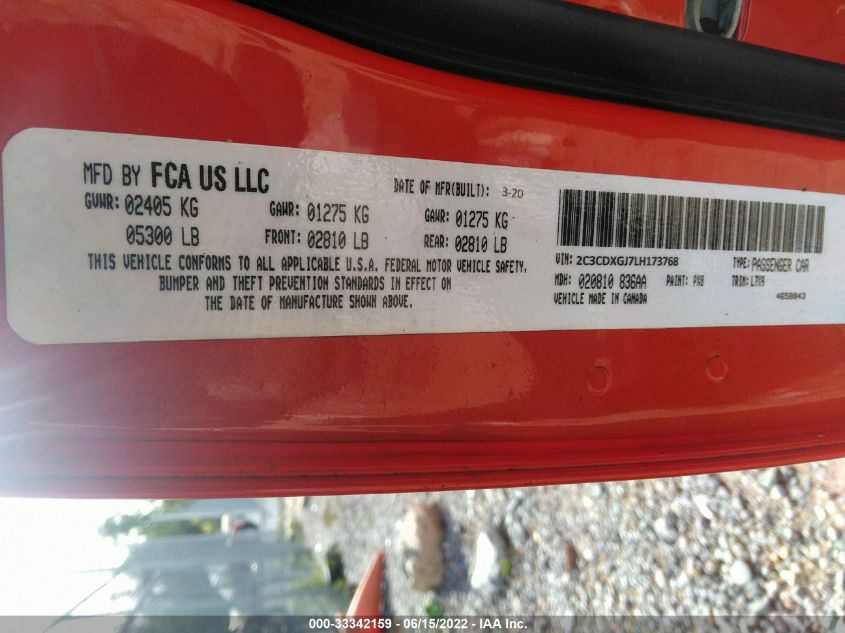 MFD BY FCA US LLC
DATE OF MFR(BUILT): 3-20
GVWR: 02405 KG GAWR: 01275 KG GAWR: 01275 KG
05300 LB FRONT: 02810 LB REAR: 02810 LB
THIS VEHICLE CONFORMS TO ALL APPLICABLE U.S.A. FEDERAL MOTOR VEHICLE SAFETY,
BUMPER AND THEFT PREVENTION STANDARDS IN EFFECT ON
THE DATE OF MANUFACTURE SHOWN ABOVE.
VIN: 2C3CDXGJ7LH173768 TYPE: PASSENGER CAR
MDH: 020810 836AA PAINT: PX8 TRIM: L7X9
VEHICLE MADE IN CANADA 4658843
000-33342159 - 06/15/2022 - IAA Inc.